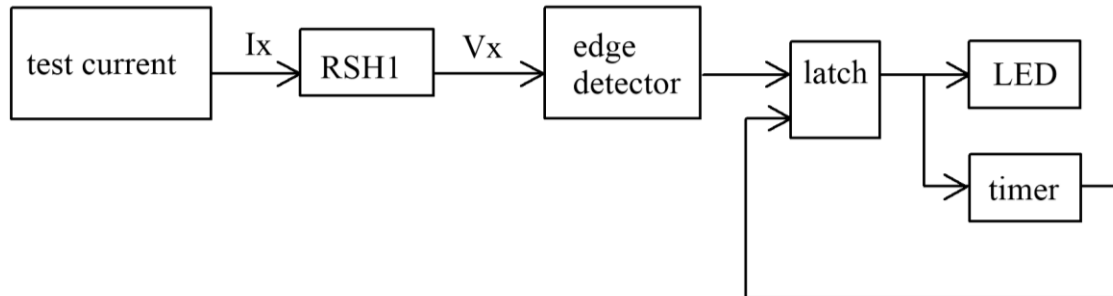 test current
Ix
RSH1
Vx
edge
detector
latch
LED
timer